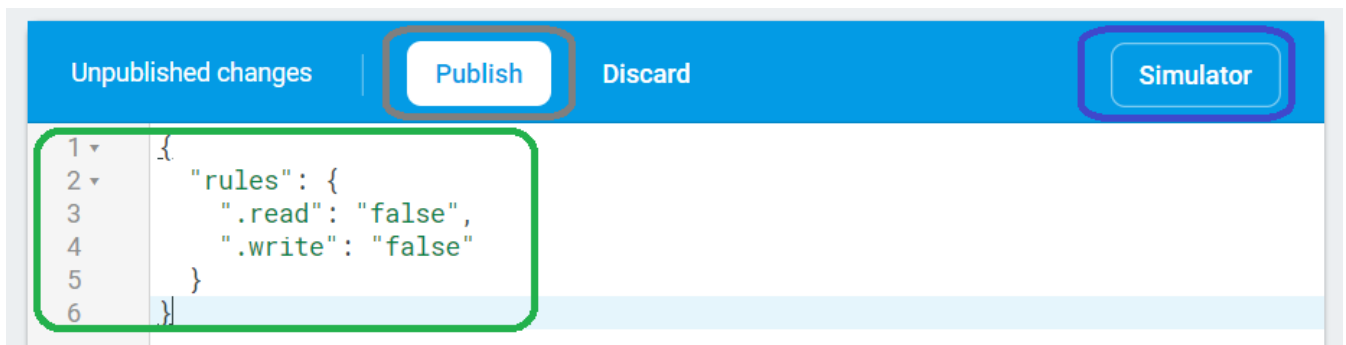 Unpublished changes Publish Discard Simulator
1 {
2 "rules": {
3 ".read": "false",
4 ".write": "false"
5 }
6 }